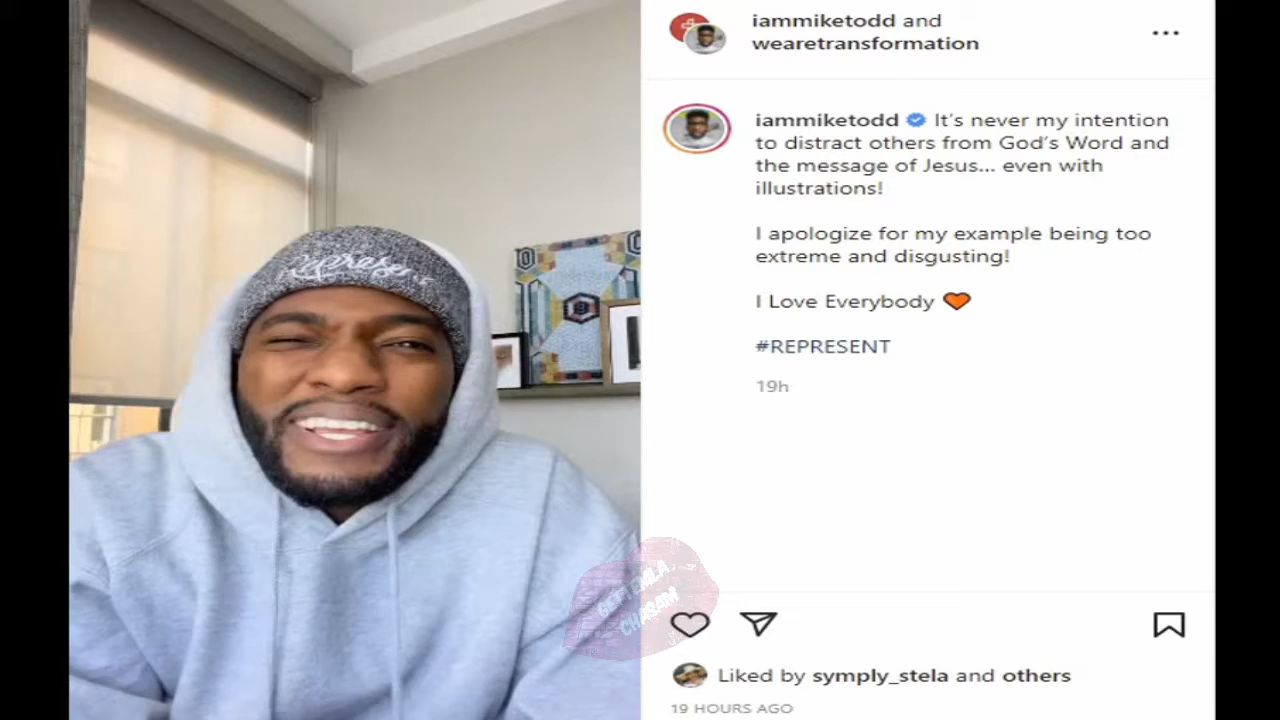 iammiketodd and
wearetransformation
Represent
iammiketodd It's never my intention
to distract others from God's Word and
the message of Jesus... even with
illustrations!
I apologize for my example being too
extreme and disgusting!
I Love Everybody 🧡
#REPRESENT
19h
CHASAM
Liked by symply_stela and others
19 HOURS AGO